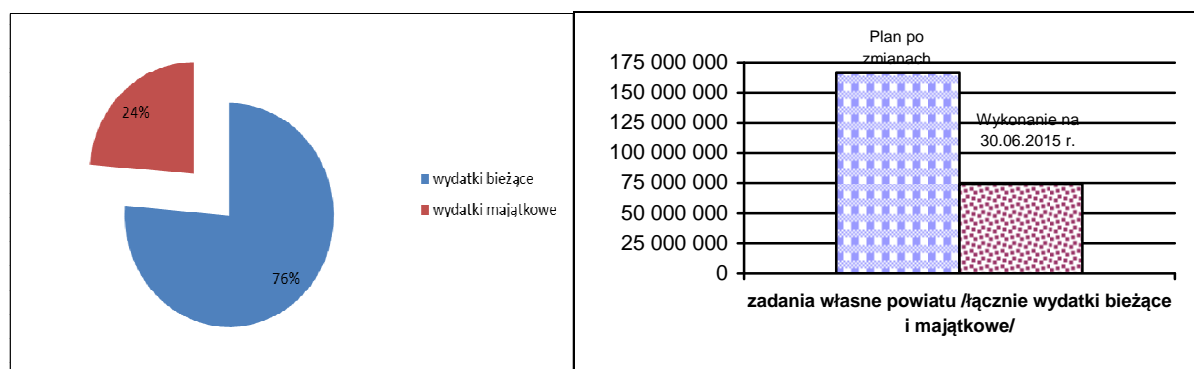 24%
76%
wydatki bieżące
wydatki majątkowe
Plan po
zmianach
Wykonanie na
30.06.2015 r.
175 000 000
150 000 000
125 000 000
100 000 000
75 000 000
50 000 000
25 000 000
0
zadania własne powiatu /łącznie wydatki bieżące
i majątkowe/